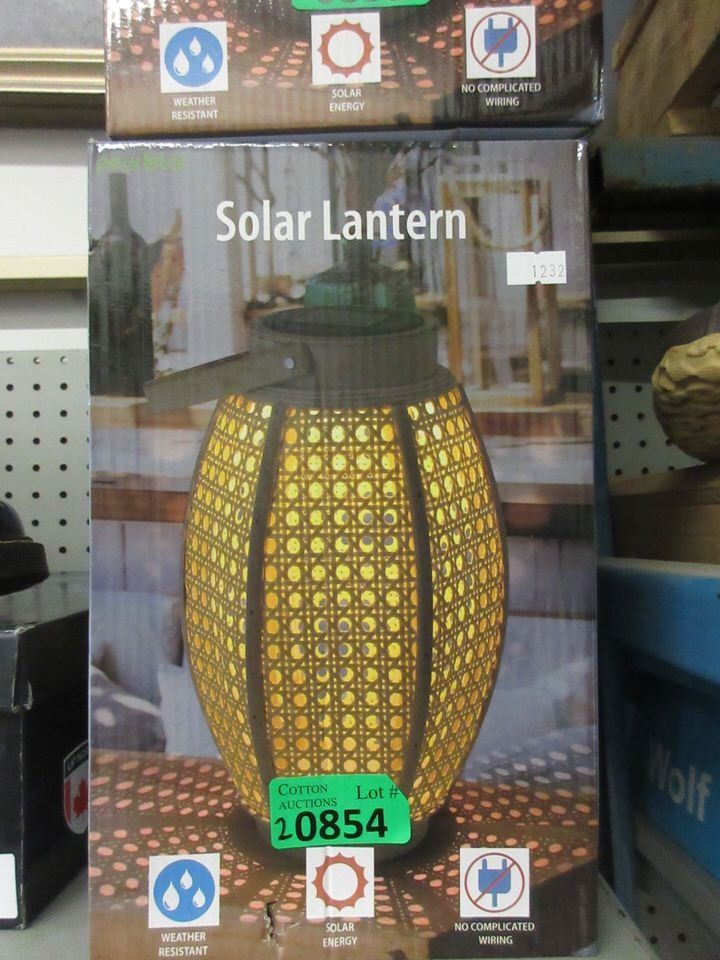 WEATHER
RESISTANT
SOLAR
ENERGY
NO COMPLICATED
WIRING
Solar Lantern
1232
COTTON
AUCTIONS
Lot #
20854
WEATHER
RESISTANT
SOLAR
ENERGY
NO COMPLICATED
WIRING
Wolf